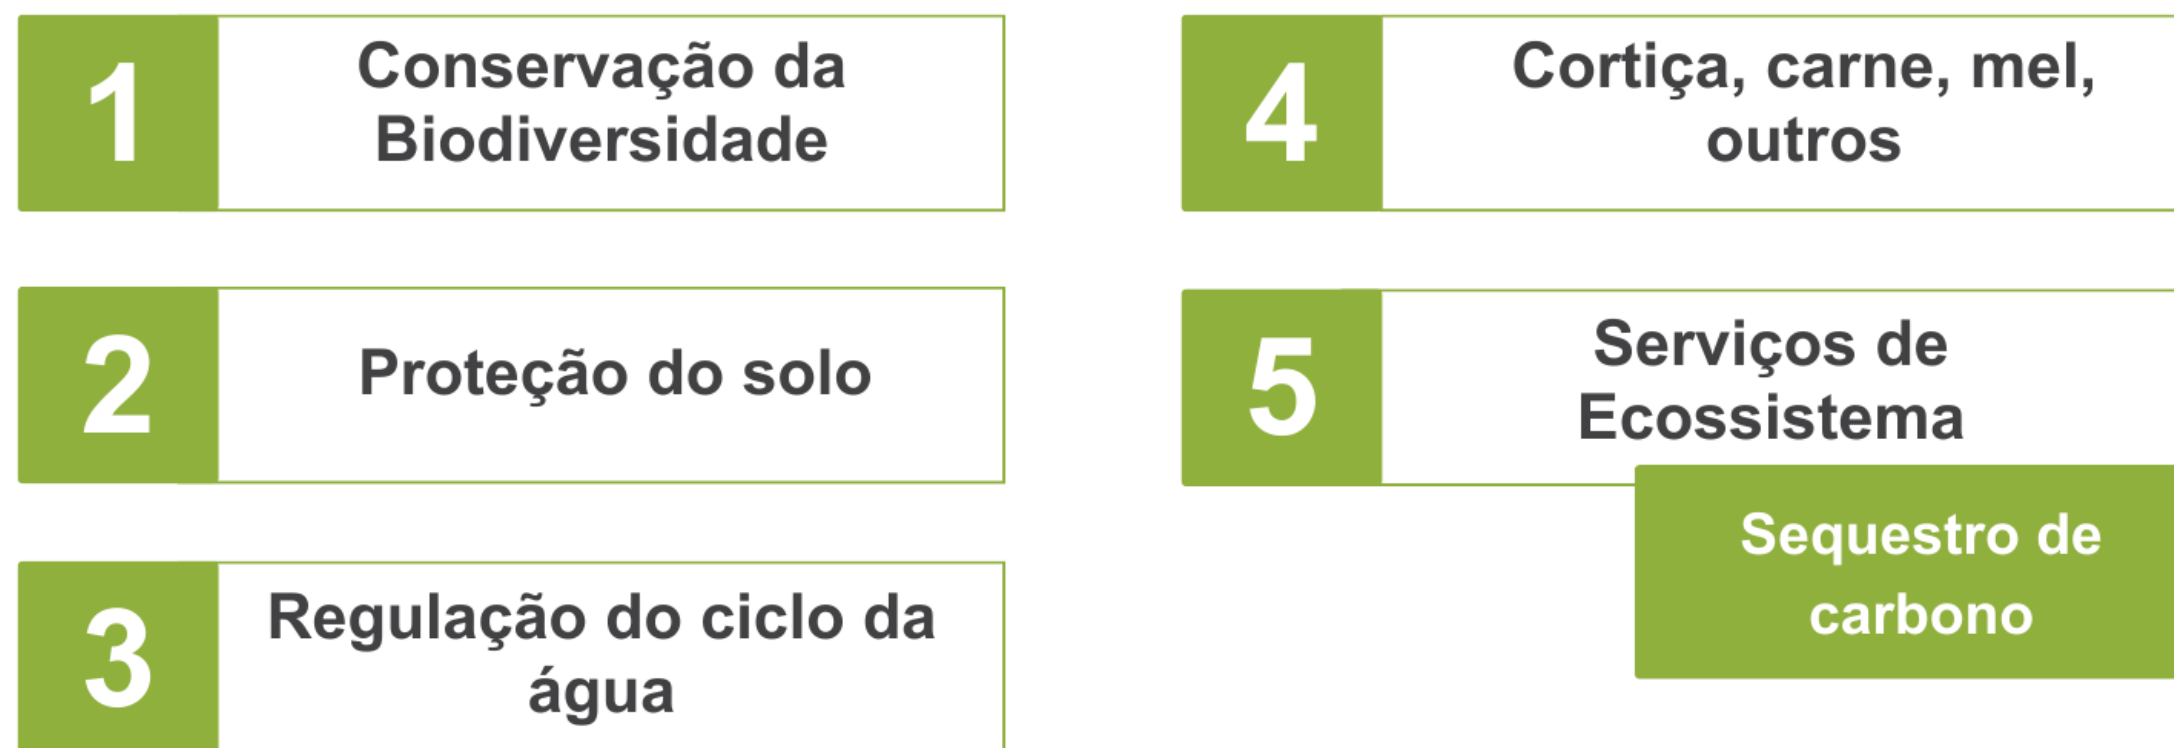 1
Conservação da
Biodiversidade
2
Proteção do solo
3
Regulação do ciclo da
água
4
Cortiça, carne, mel,
outros
5
Serviços de
Ecossistema
Sequestro de
carbono